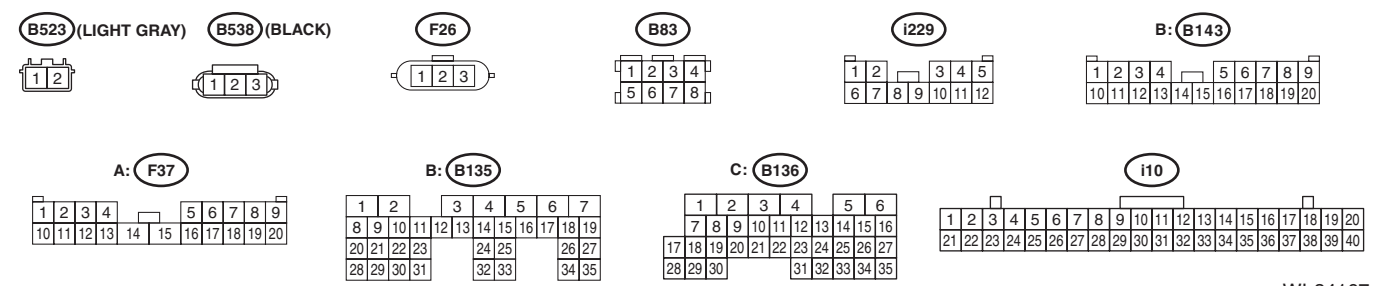 B523 (LIGHT GRAY) B538 (BLACK) F26 B83 i229 B: B143
1 2 1 2 3 1 2 3 1 2 3 4 1 2 3 4 5 1 2 3 4 5 6 7 8 9
5 6 7 8 6 7 8 9 10 11 12 10 11 12 13 14 15 16 17 18 19 20
A: F37 B: B135 C: B136 i10
1 2 3 4 5 6 7 8 9 1 2 3 4 5 6 7 1 2 3 4 5 6 1 2 3 4 5 6 7 8 9 10 11 12 13 14 15 16 17 18 19 20
10 11 12 13 14 15 16 17 18 19 20 8 9 10 11 12 13 14 15 16 17 18 19 7 8 9 10 11 12 13 14 15 16 21 22 23 24 25 26 27 28 29 30 31 32 33 34 35 36 37 38 39 40
20 21 22 23 24 25 26 27 17 18 19 20 21 22 23 24 25 26 27
28 29 30 31 32 33 34 35 28 29 30 31 32 33 34 35